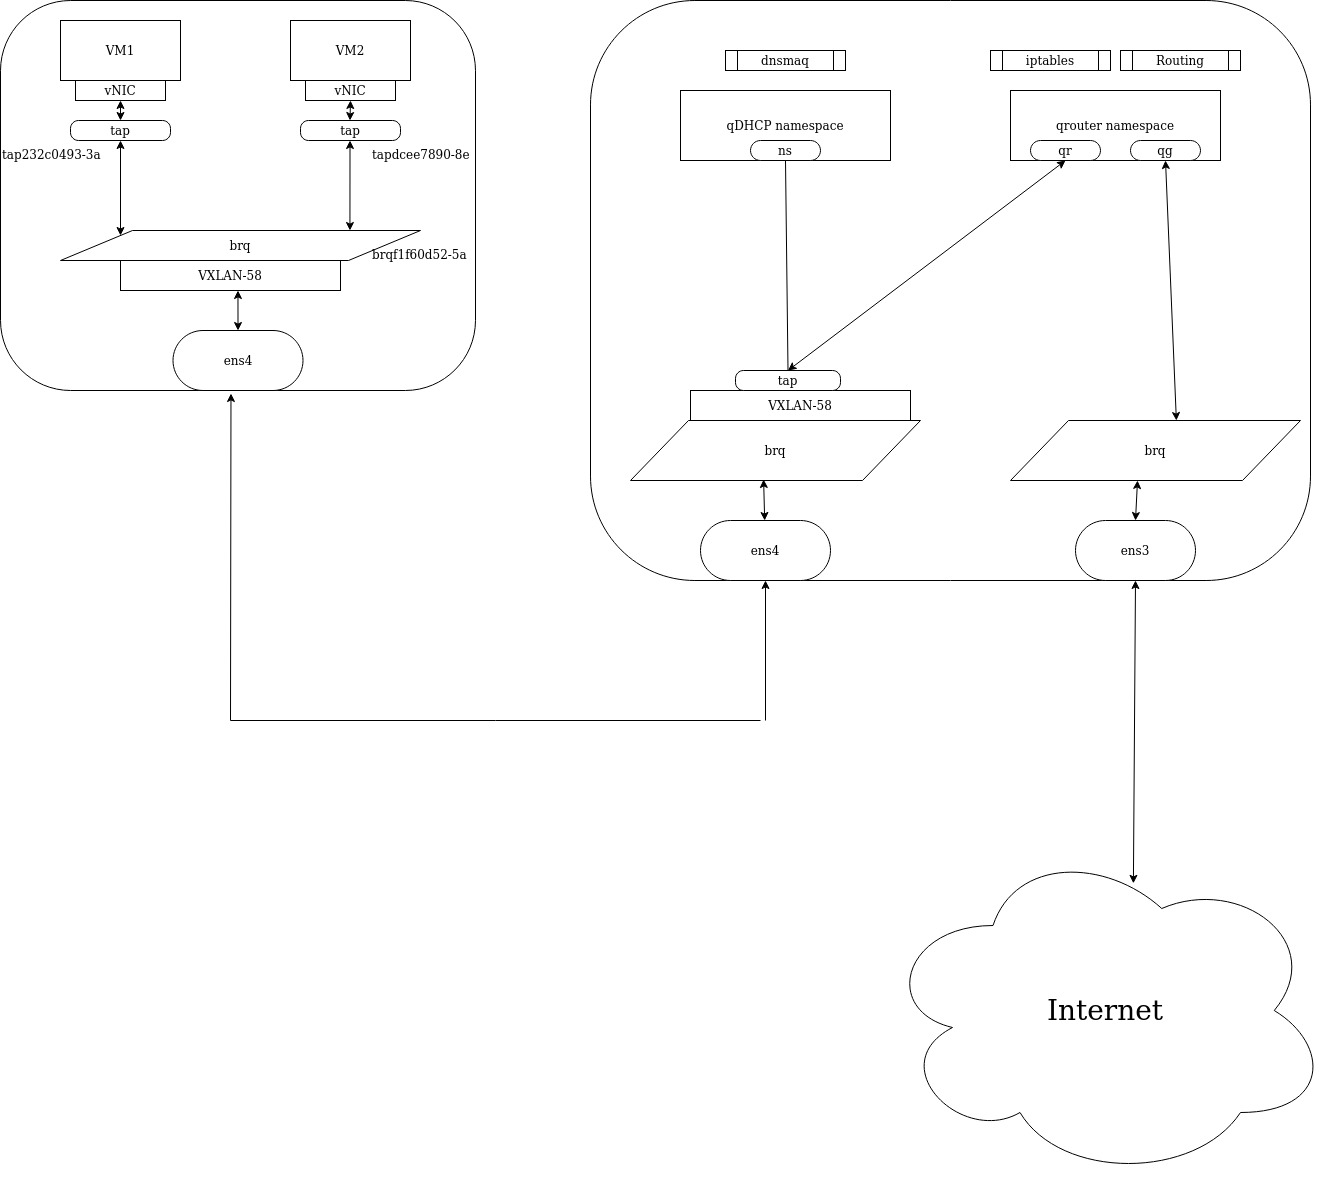 VM1
VM2
vNIC
vNIC
tap
tap
tap232c0493-3a
tapdcee7890-8e
brq
brqf1f60d52-5a
VXLAN-58
ens4
dnsmaq
iptables
Routing
qDHCP namespace
ns
qrouter namespace
qr
qg
tap
VXLAN-58
brq
brq
ens4
ens3
Internet